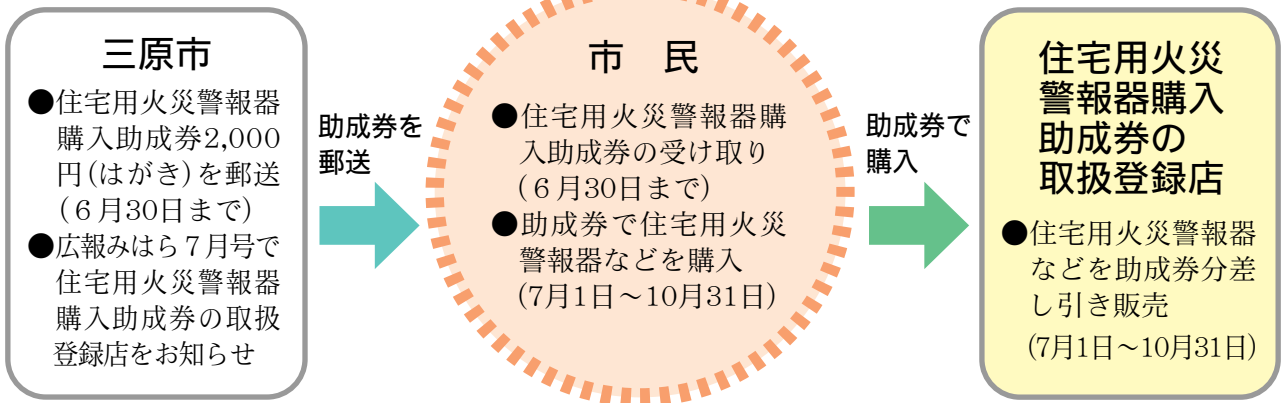 三原市
●住宅用火災警報器
購入助成券2,000
円(はがき)を郵送
(6月30日まで)
●広報みはら7月号で
住宅用火災警報器
購入助成券の取扱
登録店をお知らせ
助成券を
郵送
市 民
●住宅用火災警報器購
入助成券の受け取り
(6月30日まで)
●助成券で住宅用火災
警報器などを購入
(7月1日～10月31日)
助成券で
購入
住宅用火災
警報器購入
助成券の
取扱登録店
●住宅用火災警報器
などを助成券分差
し引き販売
(7月1日～10月31日)